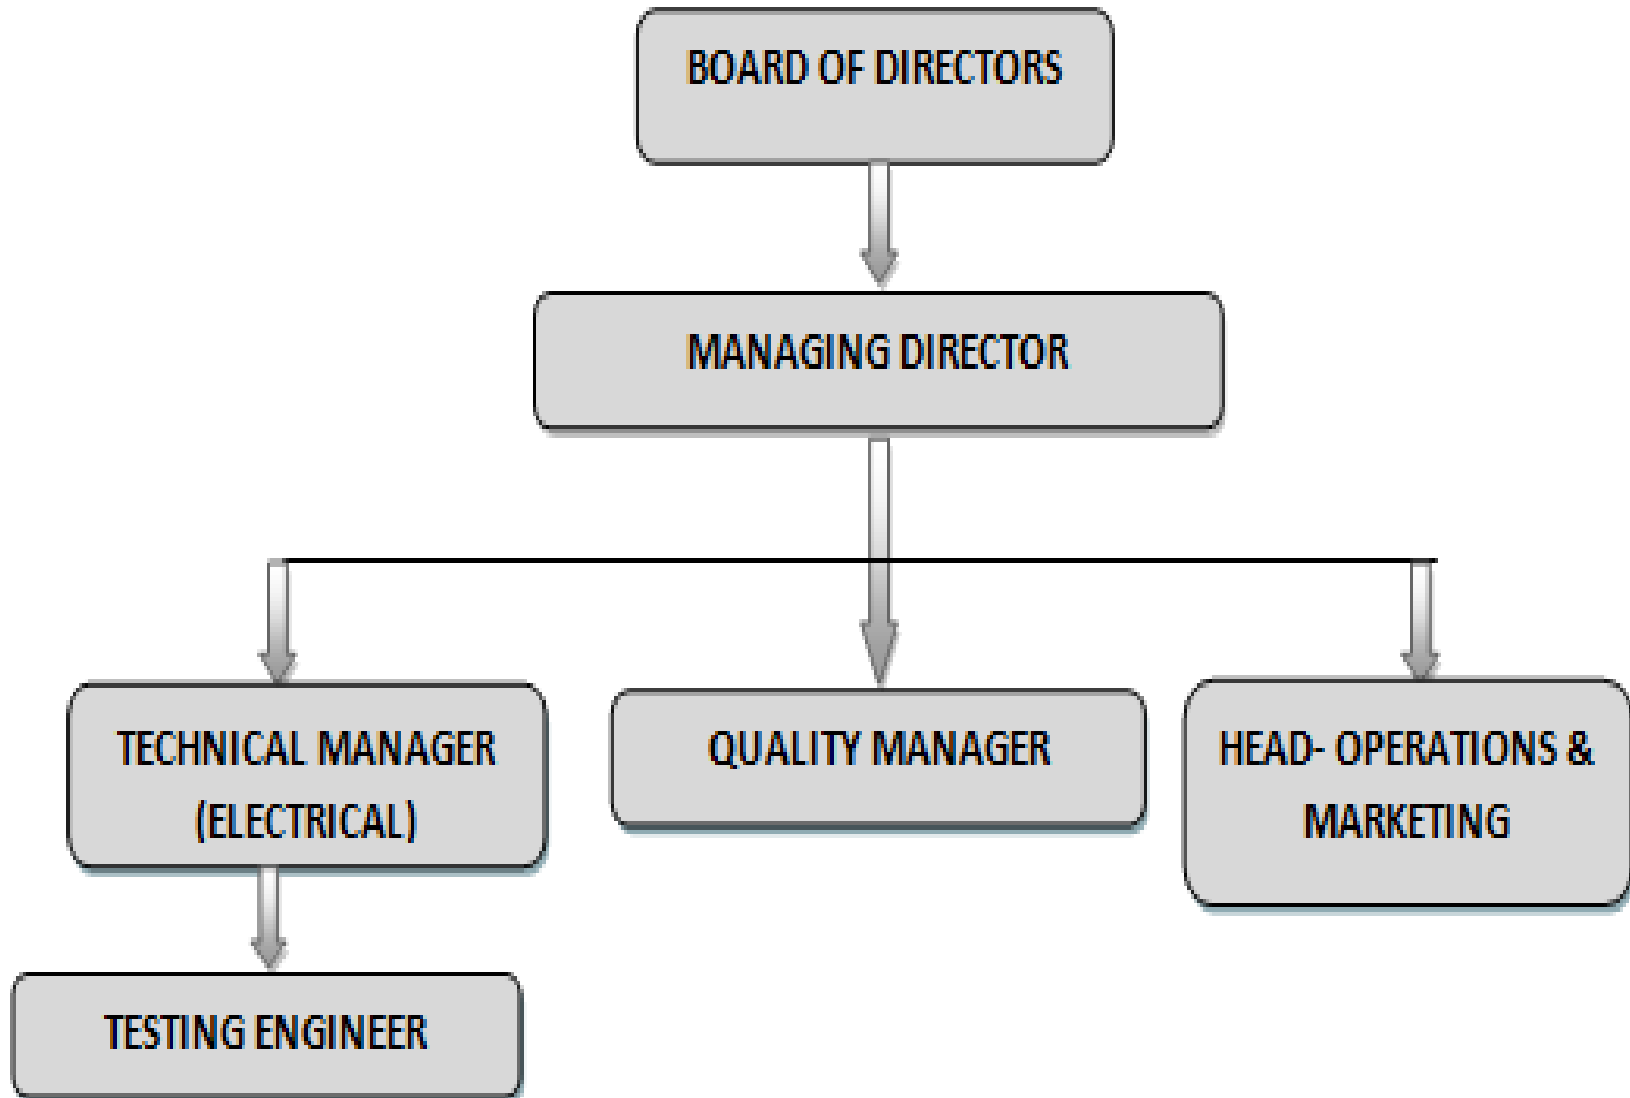 BOARD OF DIRECTORS
MANAGING DIRECTOR
TECHNICAL MANAGER
(ELECTRICAL)
QUALITY MANAGER
HEAD- OPERATIONS &
MARKETING
TESTING ENGINEER